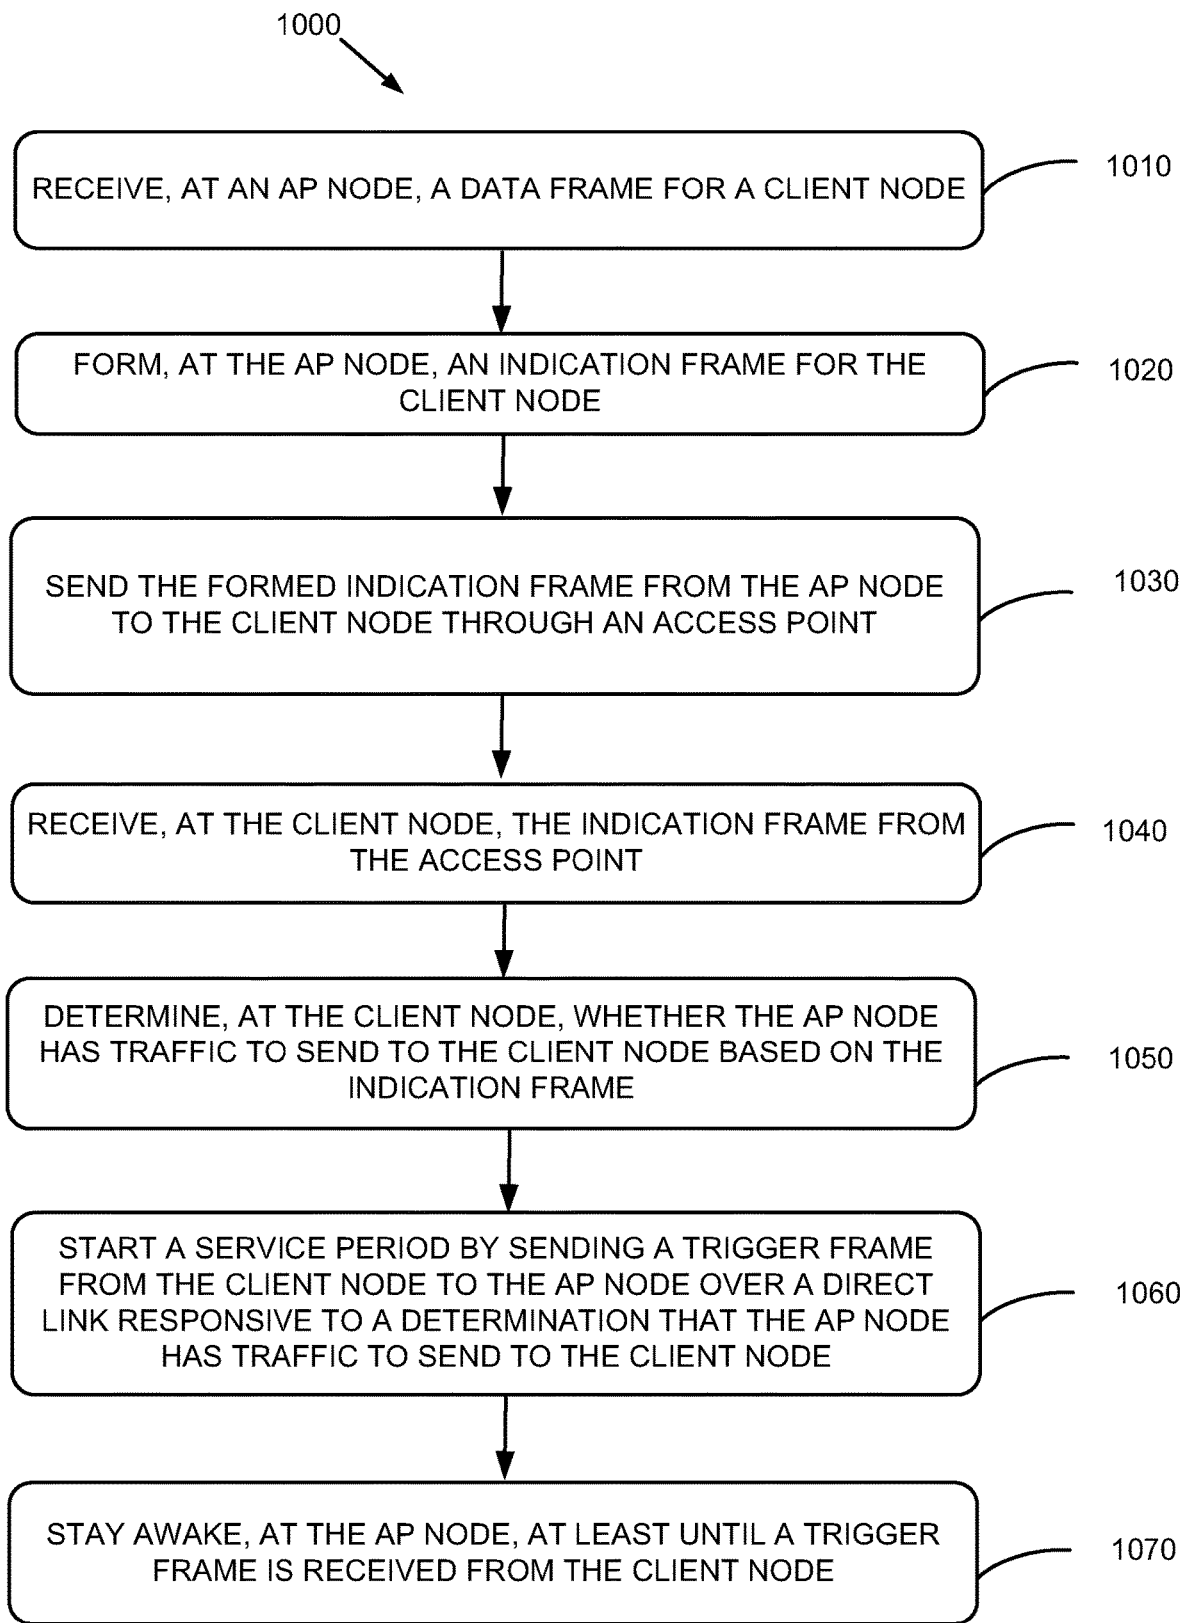 1000
RECEIVE, AT AN AP NODE, A DATA FRAME FOR A CLIENT NODE
1010
FORM, AT THE AP NODE, AN INDICATION FRAME FOR THE
CLIENT NODE
1020
SEND THE FORMED INDICATION FRAME FROM THE AP NODE
TO THE CLIENT NODE THROUGH AN ACCESS POINT
1030
RECEIVE, AT THE CLIENT NODE, THE INDICATION FRAME FROM
THE ACCESS POINT
1040
DETERMINE, AT THE CLIENT NODE, WHETHER THE AP NODE
HAS TRAFFIC TO SEND TO THE CLIENT NODE BASED ON THE
INDICATION FRAME
1050
START A SERVICE PERIOD BY SENDING A TRIGGER FRAME
FROM THE CLIENT NODE TO THE AP NODE OVER A DIRECT
LINK RESPONSIVE TO A DETERMINATION THAT THE AP NODE
HAS TRAFFIC TO SEND TO THE CLIENT NODE
1060
STAY AWAKE, AT THE AP NODE, AT LEAST UNTIL A TRIGGER
FRAME IS RECEIVED FROM THE CLIENT NODE
1070